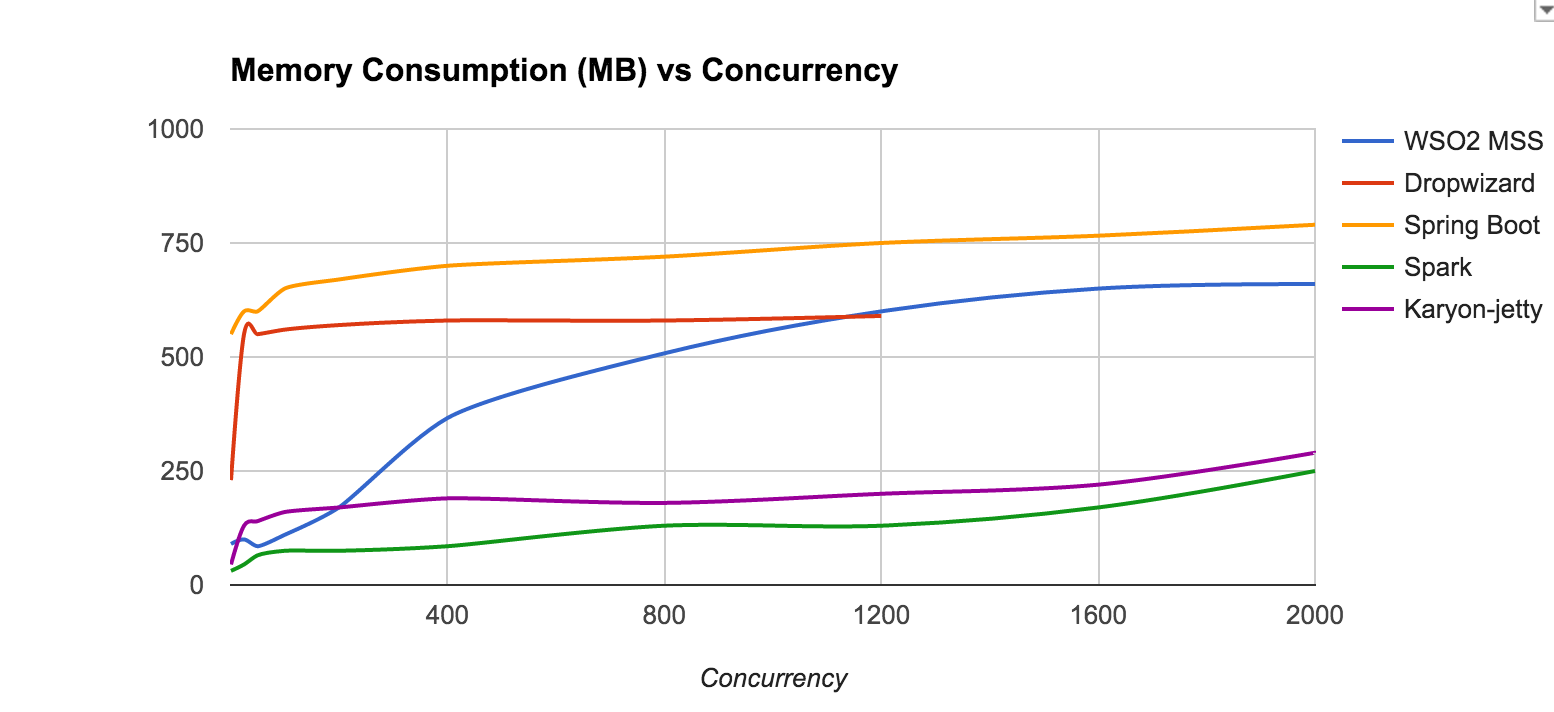 Memory Consumption (MB) vs Concurrency
1000
750
500
250
0
400 800 1200 1600 2000
Concurrency
WSO2 MSS
Dropwizard
Spring Boot
Spark
Karyon-jetty